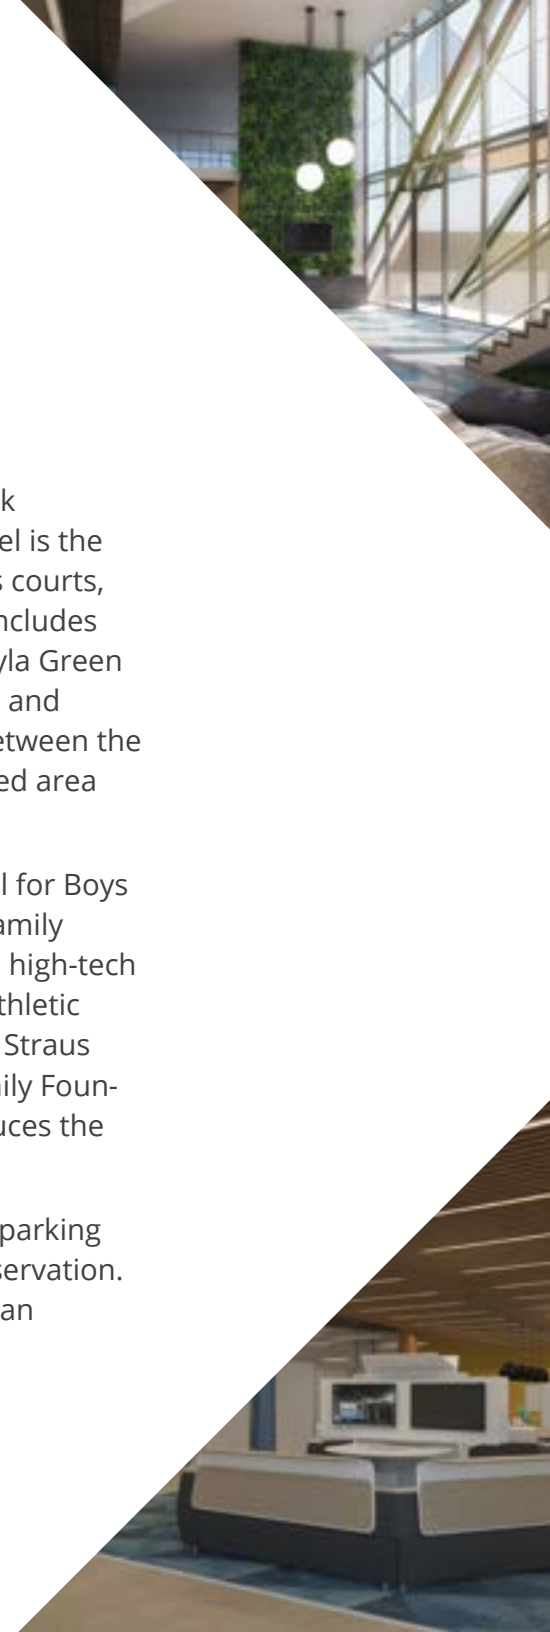 k
el is the
s courts,
ncludes
yla Green
and
etween the
ed area
l for Boys
amily
high-tech
thletic
Straus
ily Foun-
uces the
parking
servation.
an